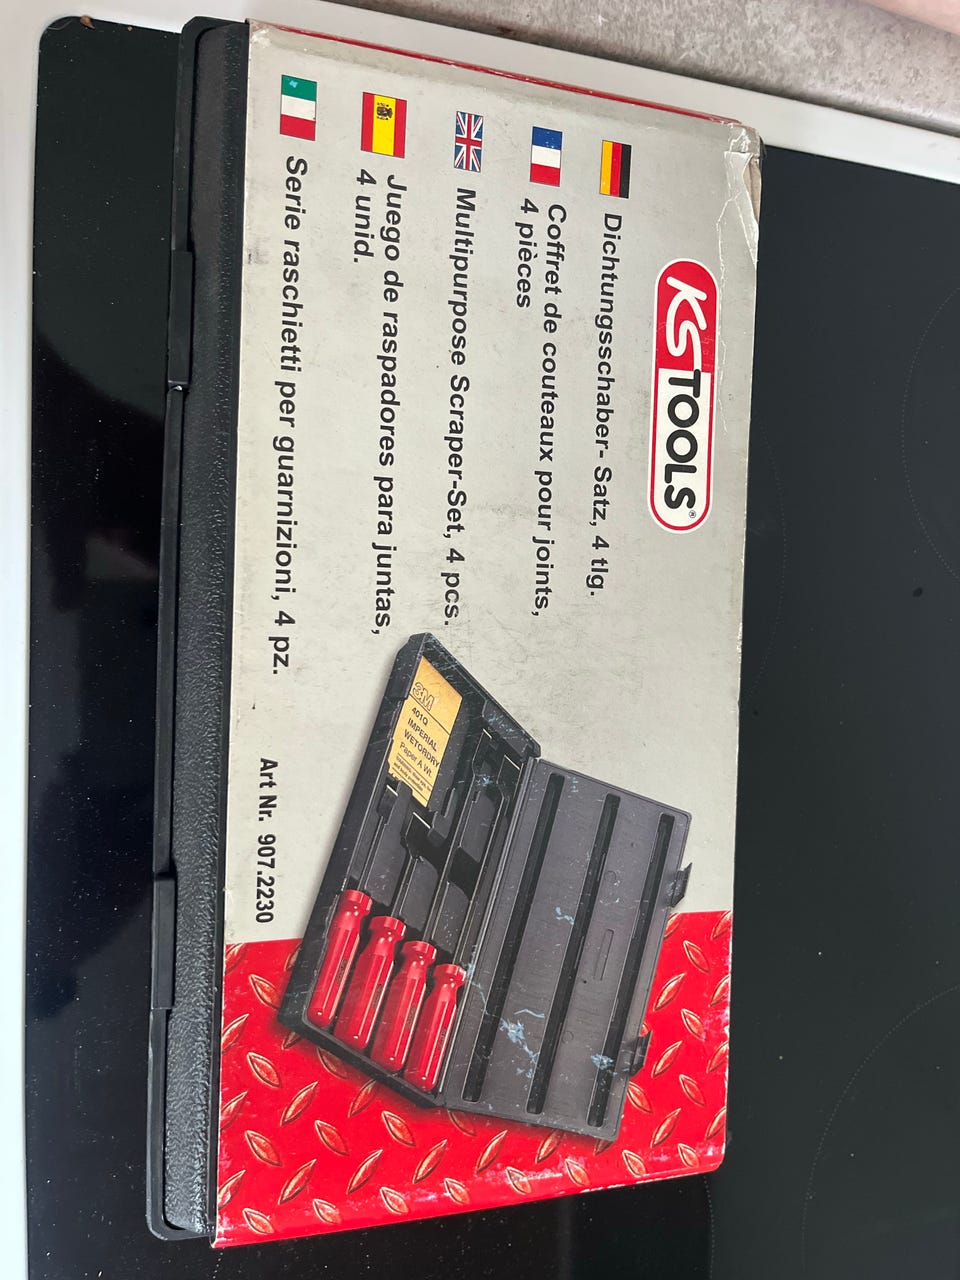 KS TOOLS®
Dichtungsschaber- Satz, 4 tlg.
Coffret de couteaux pour joints,
4 pièces
Multipurpose Scraper-Set, 4 pcs.
Juego de raspadores para juntas,
4 unid.
Serie raschietti per guarnizioni, 4 pz.
Art Nr. 907.2230
3M
401Q
IMPERIAL
WETORDRY
Paper A Wt.